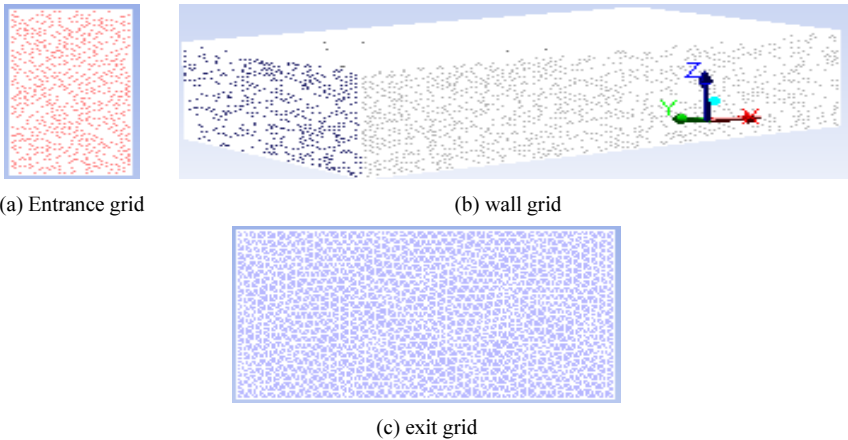 (a) Entrance grid
(b) wall grid
Z
Y
X
(c) exit grid